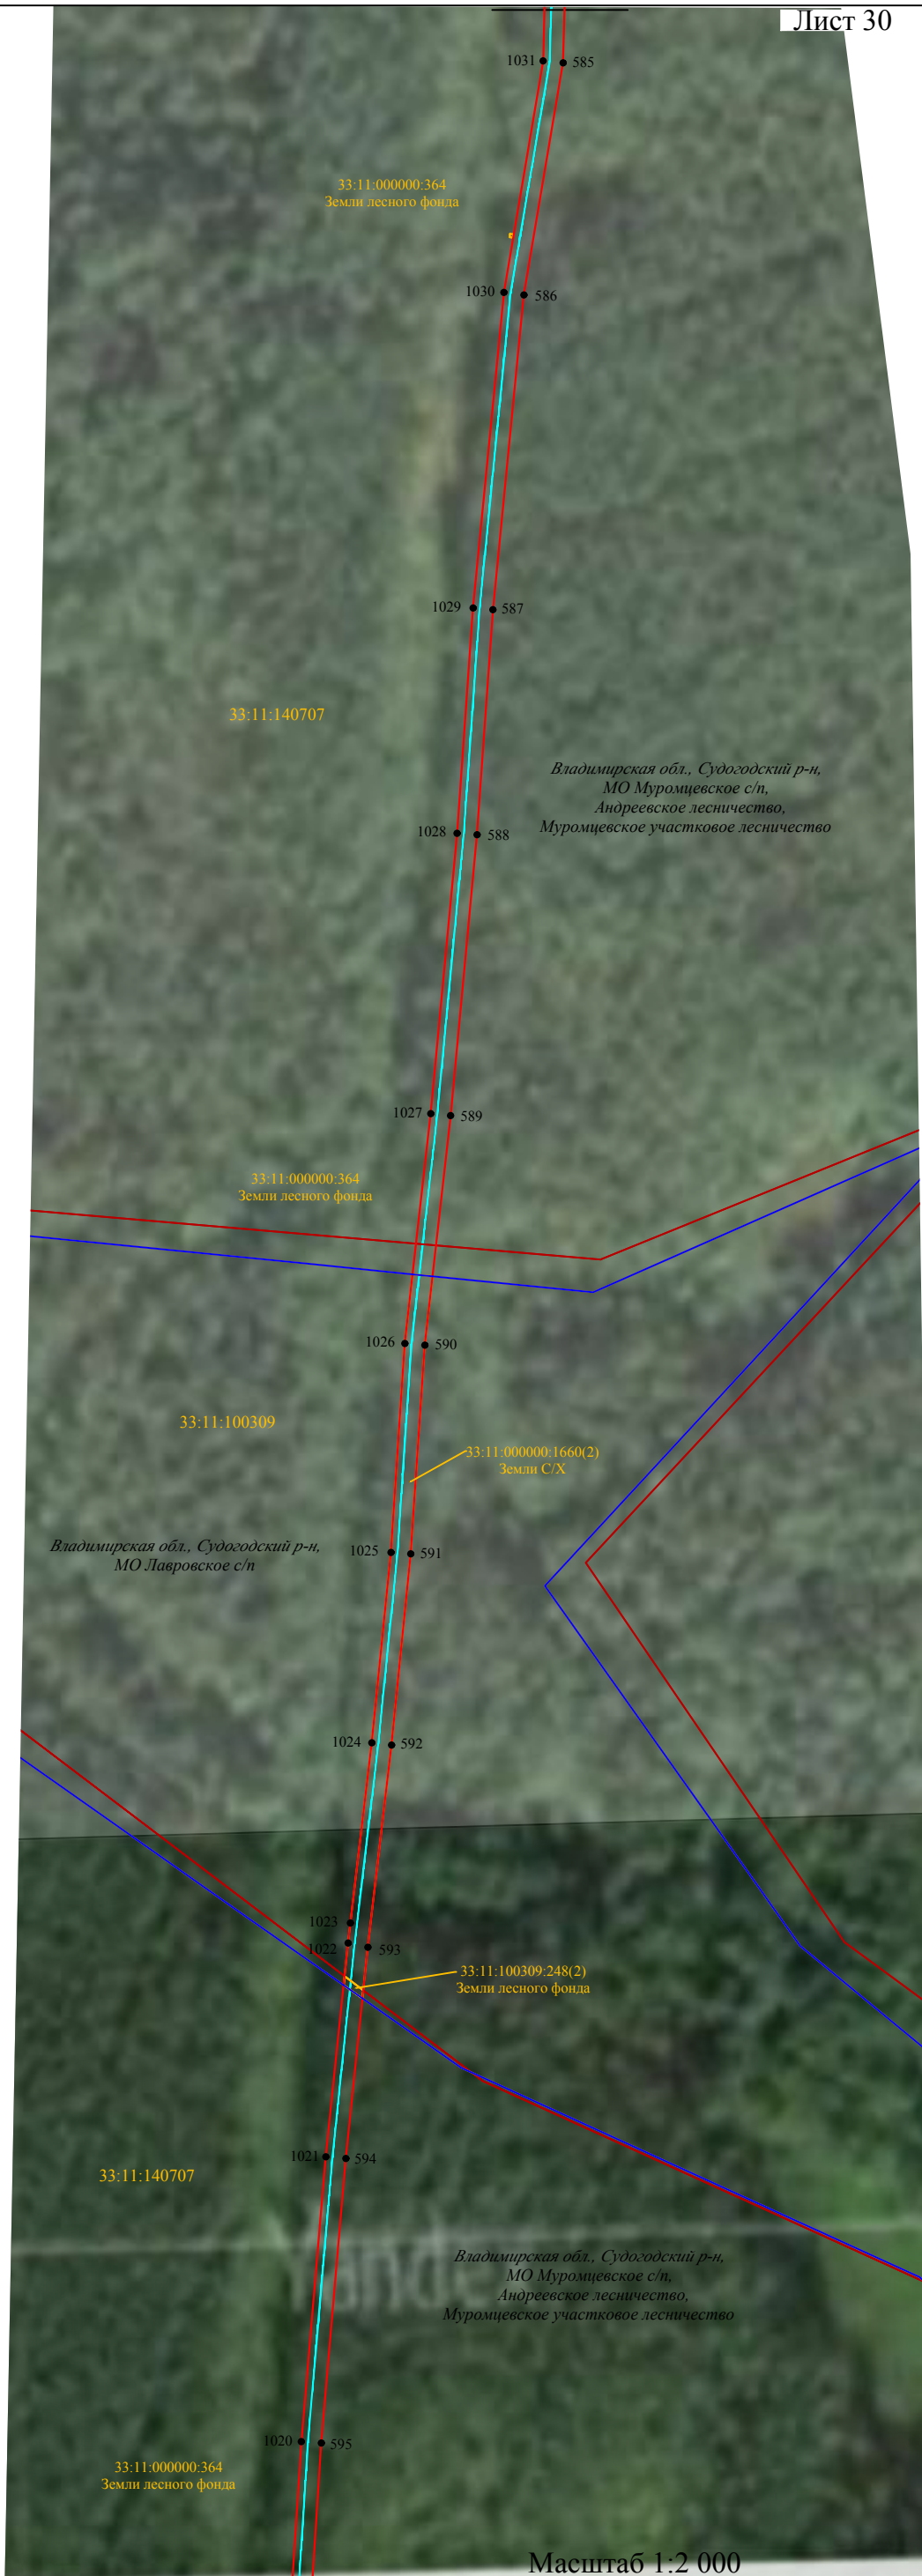 Лист 30
1031
585
33:11:000000:364
Земли лесного фонда
1030
586
1029
587
33:11:140707
Владимирская обл., Судогодский р-н,
МО Муромцевское с/п,
Андреевское лесничество,
Муромцевское участковое лесничество
1028
588
1027
589
33:11:000000:364
Земли лесного фонда
1026
590
33:11:100309
33:11:000000:1660(2)
Земли С/Х
Владимирская обл., Судогодский р-н,
МО Лавровское с/п
1025
591
1024
592
1023
1022
593
33:11:100309:248(2)
Земли лесного фонда
1021
594
33:11:140707
Владимирская обл., Судогодский р-н,
МО Муромцевское с/п,
Андреевское лесничество,
Муромцевское участковое лесничество
1020
595
33:11:000000:364
Земли лесного фонда
Масштаб 1:2 000